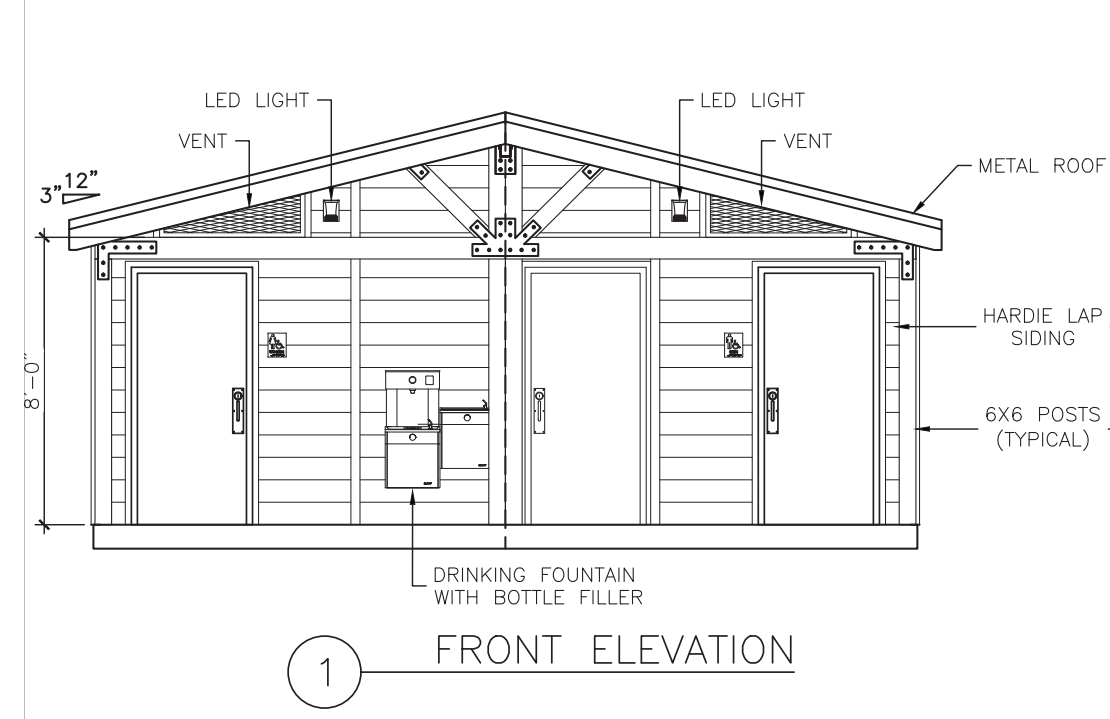 LED LIGHT
LED LIGHT
VENT
VENT
METAL ROOF
12"
3"
HARDIE LAP
SIDING
8'-0"
6X6 POSTS
(TYPICAL)
DRINKING FOUNTAIN
WITH BOTTLE FILLER
FRONT ELEVATION
1